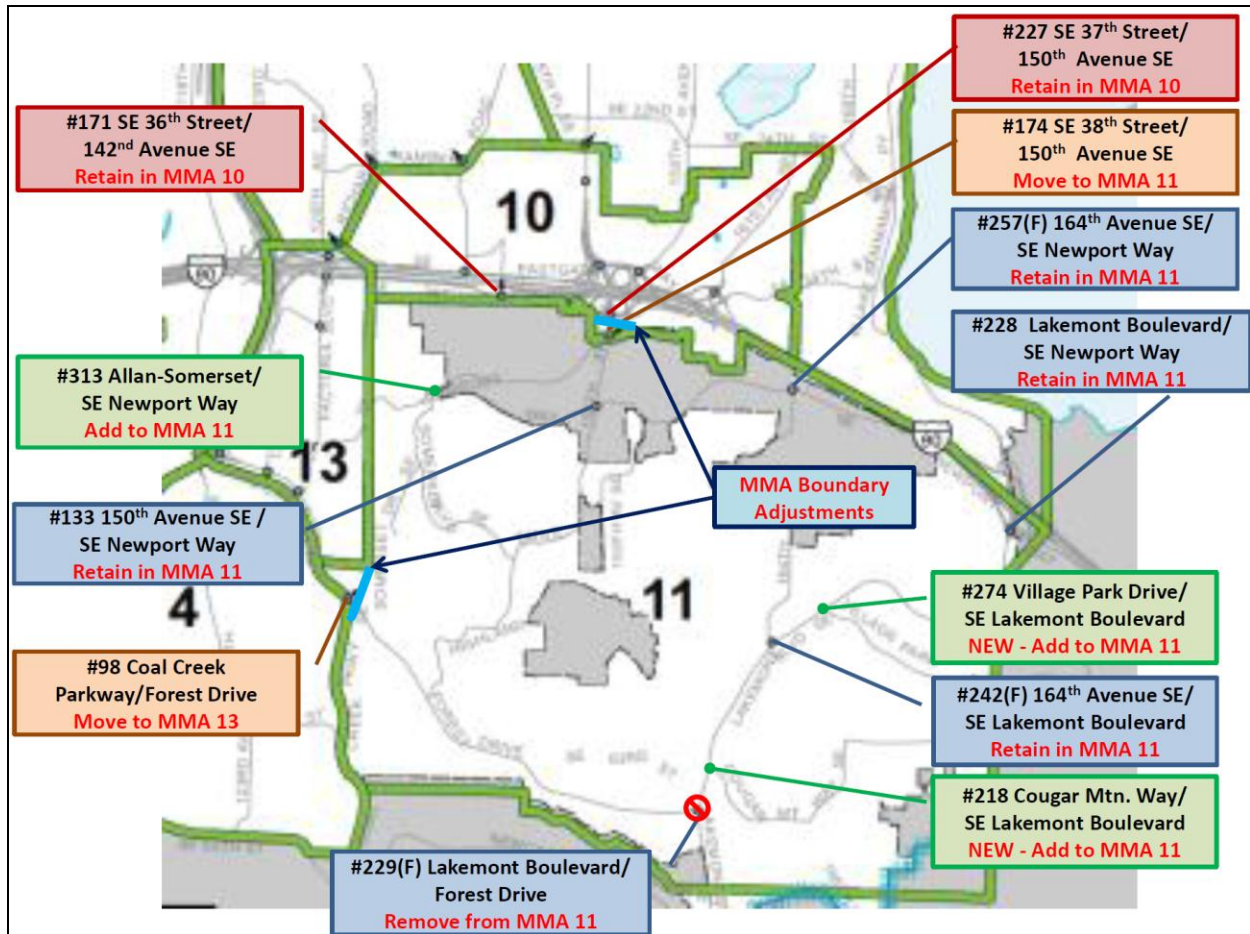 #227 SE 37th Street/
150th Avenue SE
Retain in MMA 10
#171 SE 36th Street/
142nd Avenue SE
Retain in MMA 10
#174 SE 38th Street/
150th Avenue SE
Move to MMA 11
10
#257(F) 164th Avenue SE/
SE Newport Way
Retain in MMA 11
90
#228 Lakemont Boulevard/
SE Newport Way
Retain in MMA 11
#313 Allan-Somerset/
SE Newport Way
Add to MMA 11
90
13
MMA Boundary
Adjustments
#133 150th Avenue SE /
SE Newport Way
Retain in MMA 11
4
11
#274 Village Park Drive/
SE Lakemont Boulevard
NEW - Add to MMA 11
#98 Coal Creek
Parkway/Forest Drive
Move to MMA 13
#242(F) 164th Avenue SE/
SE Lakemont Boulevard
Retain in MMA 11
FOREST DRIVE
#218 Cougar Mtn. Way/
SE Lakemont Boulevard
NEW - Add to MMA 11
#229(F) Lakemont Boulevard/
Forest Drive
Remove from MMA 11